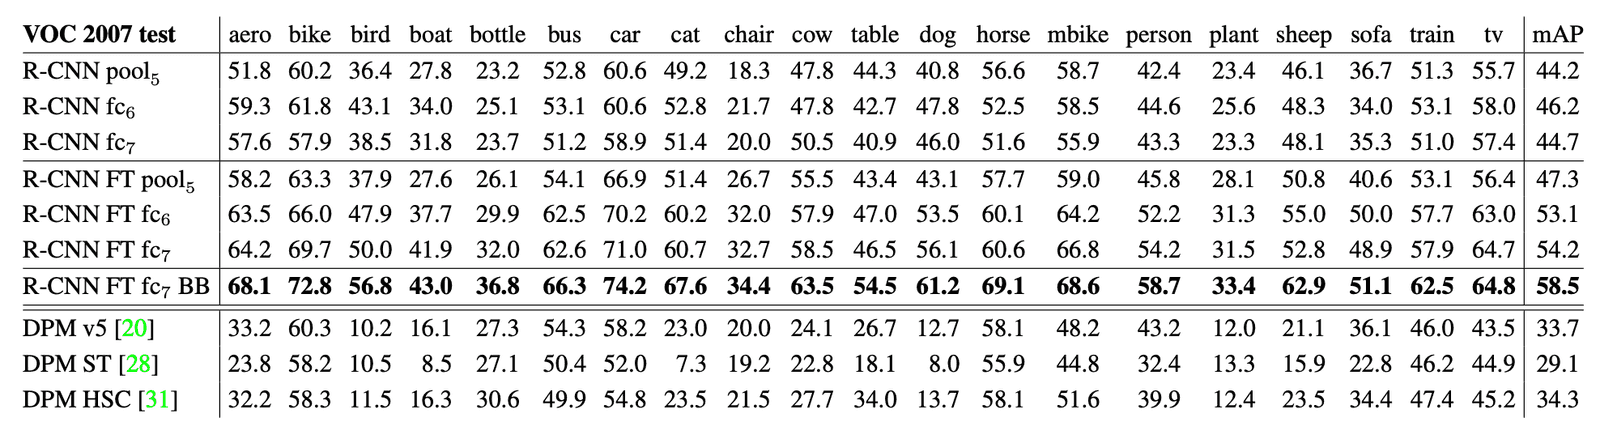 VOC 2007 test aero bike bird boat bottle bus car cat chair cow table dog horse mbike person plant sheep sofa train tv mAP
R-CNN pool5 51.8 60.2 36.4 27.8 23.2 52.8 60.6 49.2 18.3 47.8 44.3 40.8 56.6 58.7 42.4 23.4 46.1 36.7 51.3 55.7 44.2
R-CNN fc6 59.3 61.8 43.1 34.0 25.1 53.1 60.6 52.8 21.7 47.8 42.7 47.8 52.5 58.5 44.6 25.6 48.3 34.0 53.1 58.0 46.2
R-CNN fc7 57.6 57.9 38.5 31.8 23.7 51.2 58.9 51.4 20.0 50.5 40.9 46.0 51.6 55.9 43.3 23.3 48.1 35.3 51.0 57.4 44.7
R-CNN FT pool5 58.2 63.3 37.9 27.6 26.1 54.1 66.9 51.4 26.7 55.5 43.4 43.1 57.7 59.0 45.8 28.1 50.8 40.6 53.1 56.4 47.3
R-CNN FT fc6 63.5 66.0 47.9 37.7 29.9 62.5 70.2 60.2 32.0 57.9 47.0 53.5 60.1 64.2 52.2 31.3 55.0 50.0 57.7 63.0 53.1
R-CNN FT fc7 64.2 69.7 50.0 41.9 32.0 62.6 71.0 60.7 32.7 58.5 46.5 56.1 60.6 66.8 54.2 31.5 52.8 48.9 57.9 64.7 54.2
R-CNN FT fc7 BB 68.1 72.8 56.8 43.0 36.8 66.3 74.2 67.6 34.4 63.5 54.5 61.2 69.1 68.6 58.7 33.4 62.9 51.1 62.5 64.8 58.5
DPM v5 [20] 33.2 60.3 10.2 16.1 27.3 54.3 58.2 23.0 20.0 24.1 26.7 12.7 58.1 48.2 43.2 12.0 21.1 36.1 46.0 43.5 33.7
DPM ST [28] 23.8 58.2 10.5 8.5 27.1 50.4 52.0 7.3 19.2 22.8 18.1 8.0 55.9 44.8 32.4 13.3 15.9 22.8 46.2 44.9 29.1
DPM HSC [31] 32.2 58.3 11.5 16.3 30.6 49.9 54.8 23.5 21.5 27.7 34.0 13.7 58.1 51.6 39.9 12.4 23.5 34.4 47.4 45.2 34.3